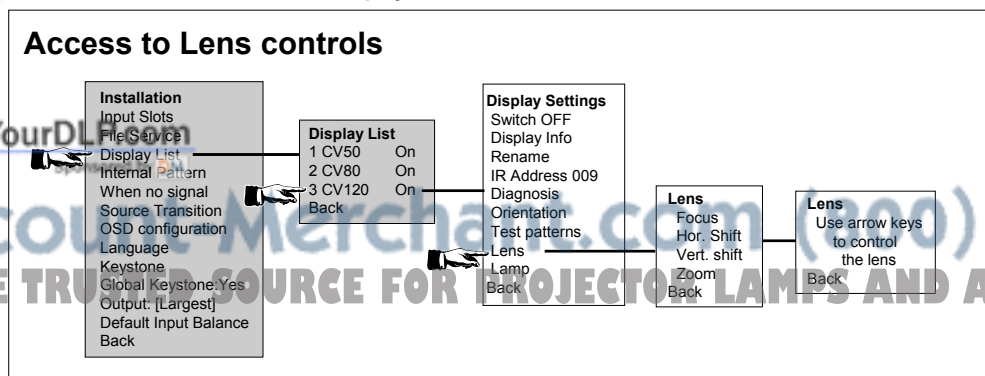 Access to Lens controls
Installation
Input Slots
File Service
Display List
Internal Pattern
When no signal
Source Transition
OSD configuration
Language
Keystone
Global Keystone:Yes
Output: [Largest]
Default Input Balance
Back
Display List
1 CV50 On
2 CV80 On
3 CV120 On
Back
Display Settings
Switch OFF
Display Info
Rename
IR Address 009
Diagnosis
Orientation
Test patterns
Lens
Lamp
Back
Lens
Focus
Hor. Shift
Vert. shift
Zoom
Back
Lens
Use arrow keys
to control
the lens
Back
YourDLP.com
Sponsored by DM
count Merchant.com (800)
E TRUSTED SOURCE FOR PROJECTOR LAMPS AND A